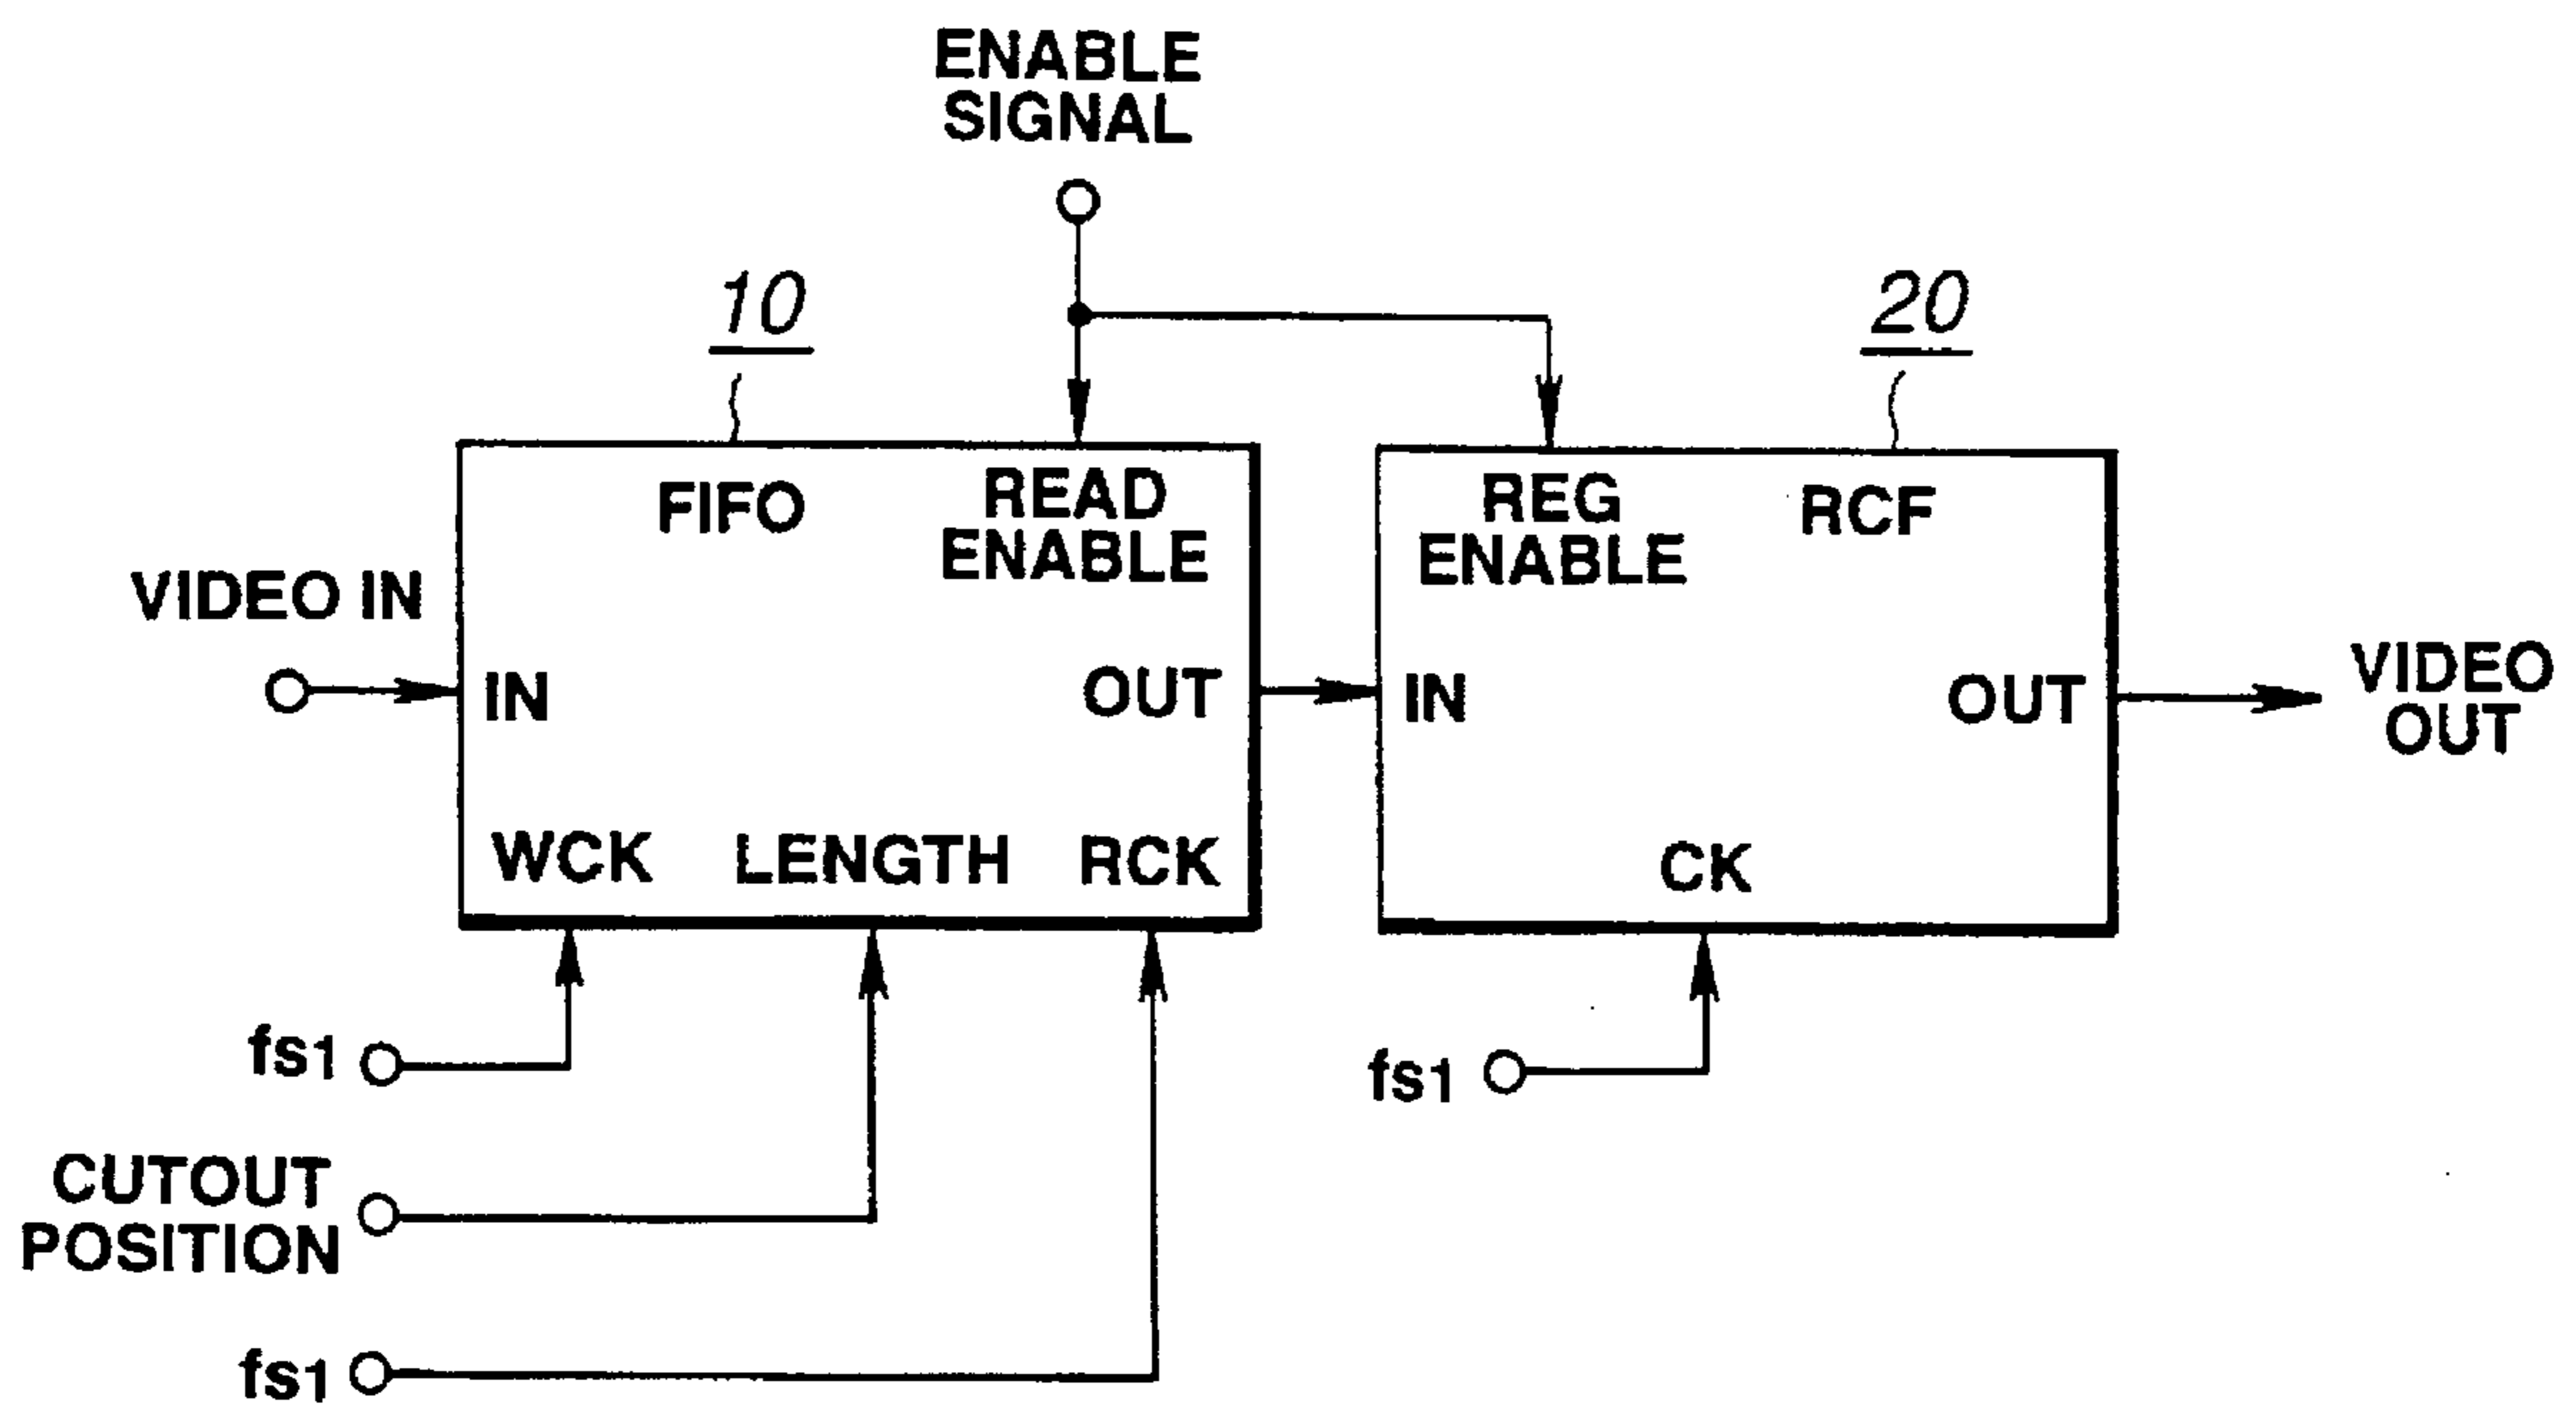 ENABLE
SIGNAL
10
20
FIFO
READ
ENABLE
REG
ENABLE
RCF
VIDEO IN
IN
OUT
IN
OUT
VIDEO
OUT
WCK
LENGTH
RCK
CK
fs1
fs1
CUTOUT
POSITION
fs1